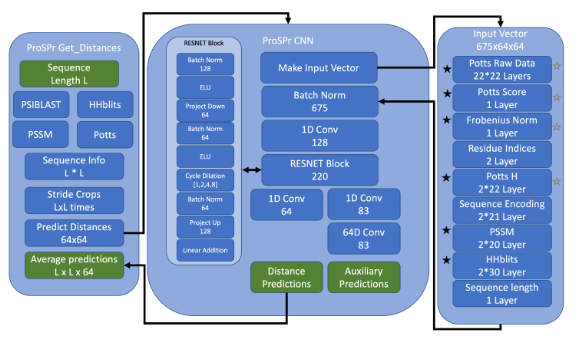 ProSPr Get_Distances
Sequence
Length L
PSIBLAST
HHblits
PSSM
Potts
Sequence Info
L * L
Stride Crops
LxL times
Predict Distances
64x64
Average predictions
L x L x 64
RESNET Block
Batch Norm
128
ELU
Project Down
64
Batch Norm
64
ELU
Cycle Dilation
[1,2,4,8]
Batch Norm
64
Project Up
128
Linear Addition
ProSPr CNN
Make Input Vector
Batch Norm
675
1D Conv
128
RESNET Block
220
1D Conv
64
1D Conv
83
64D Conv
83
Distance
Predictions
Auxiliary
Predictions
Input Vector
675x64x64
Potts Raw Data
22*22 Layers
Potts Score
1 Layer
Frobenius Norm
1 Layer
Residue Indices
2 Layer
Potts H
2*22 Layer
Sequence Encoding
2*21 Layer
PSSM
2*20 Layer
HHblits
2*30 Layer
Sequence length
1 Layer